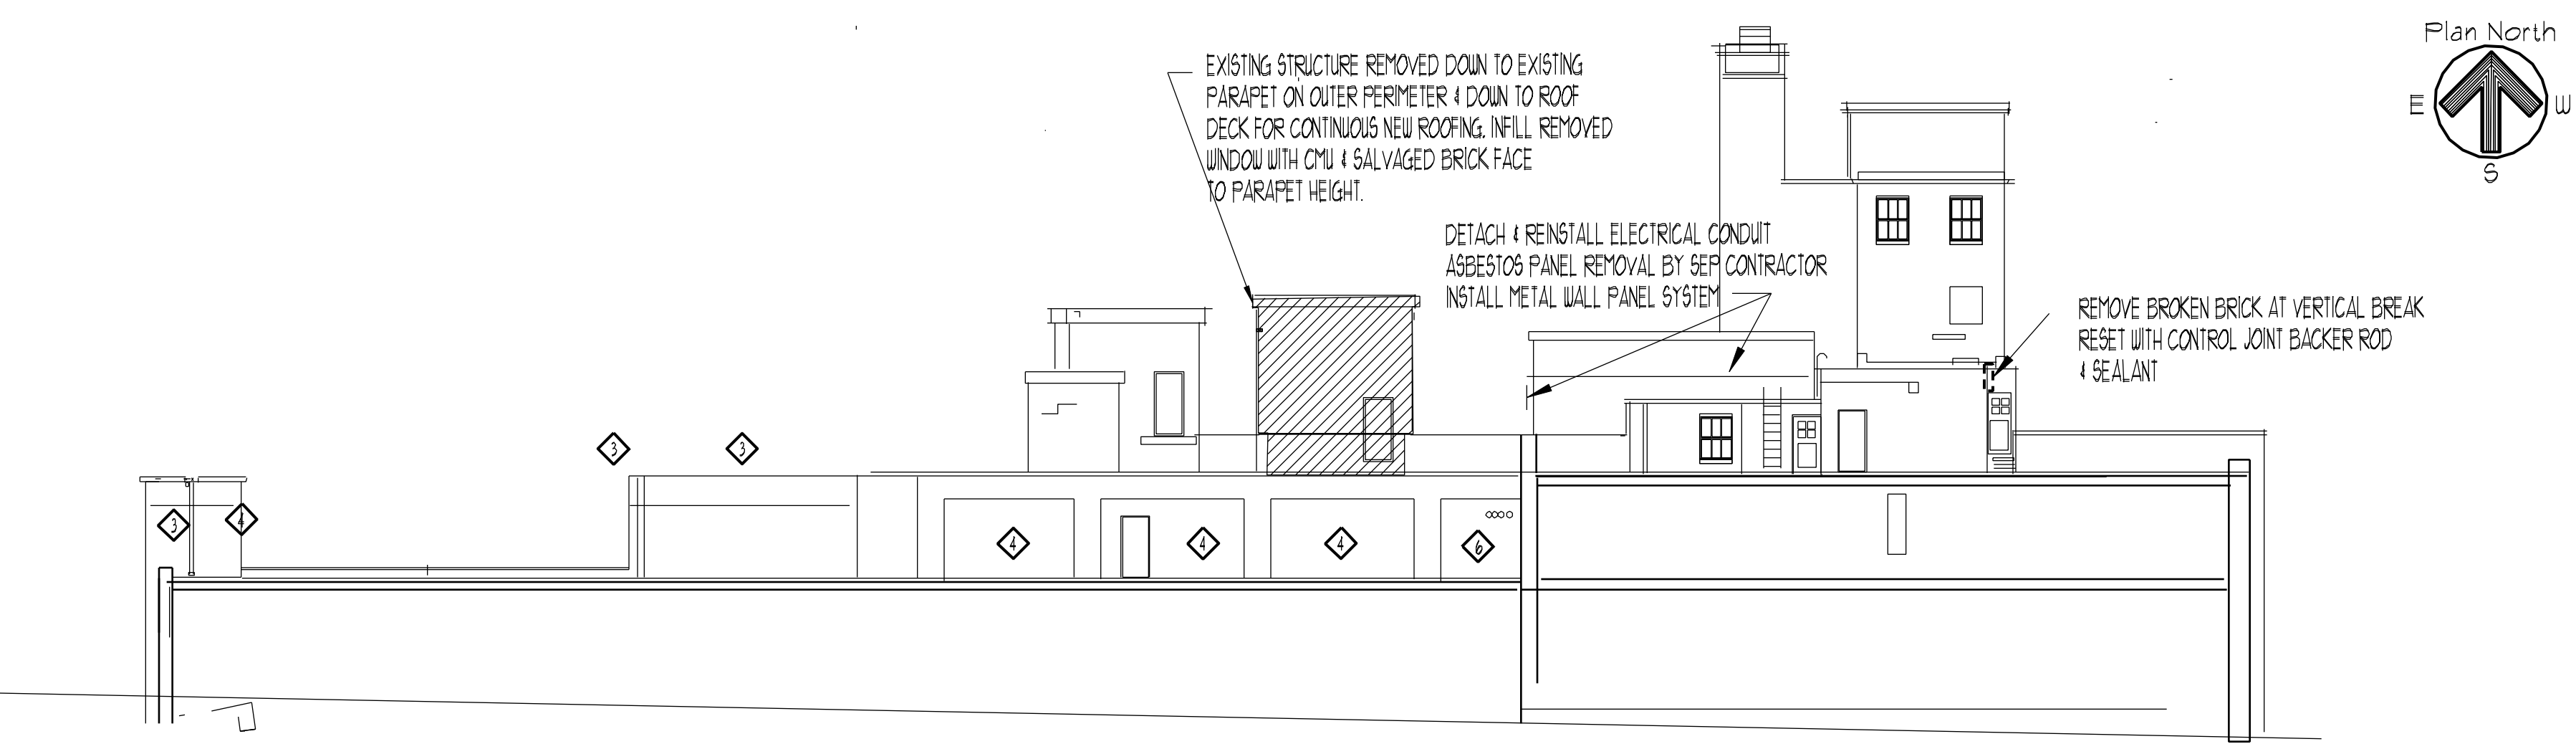 Plan North
E
W
S
EXISTING STRUCTURE REMOVED DOWN TO EXISTING
PARAPET ON OUTER PERIMETER & DOWN TO ROOF
DECK FOR CONTINUOUS NEW ROOFING. INFILL REMOVED
WINDOW WITH CMU & SALVAGED BRICK FACE
TO PARAPET HEIGHT.
DETACH & REINSTALL ELECTRICAL CONDUIT
ASBESTOS PANEL REMOVAL BY SEP CONTRACTOR
INSTALL METAL WALL PANEL SYSTEM
REMOVE BROKEN BRICK AT VERTICAL BREAK
RESET WITH CONTROL JOINT BACKER ROD
& SEALANT
3
3
3
4
4
4
4
6